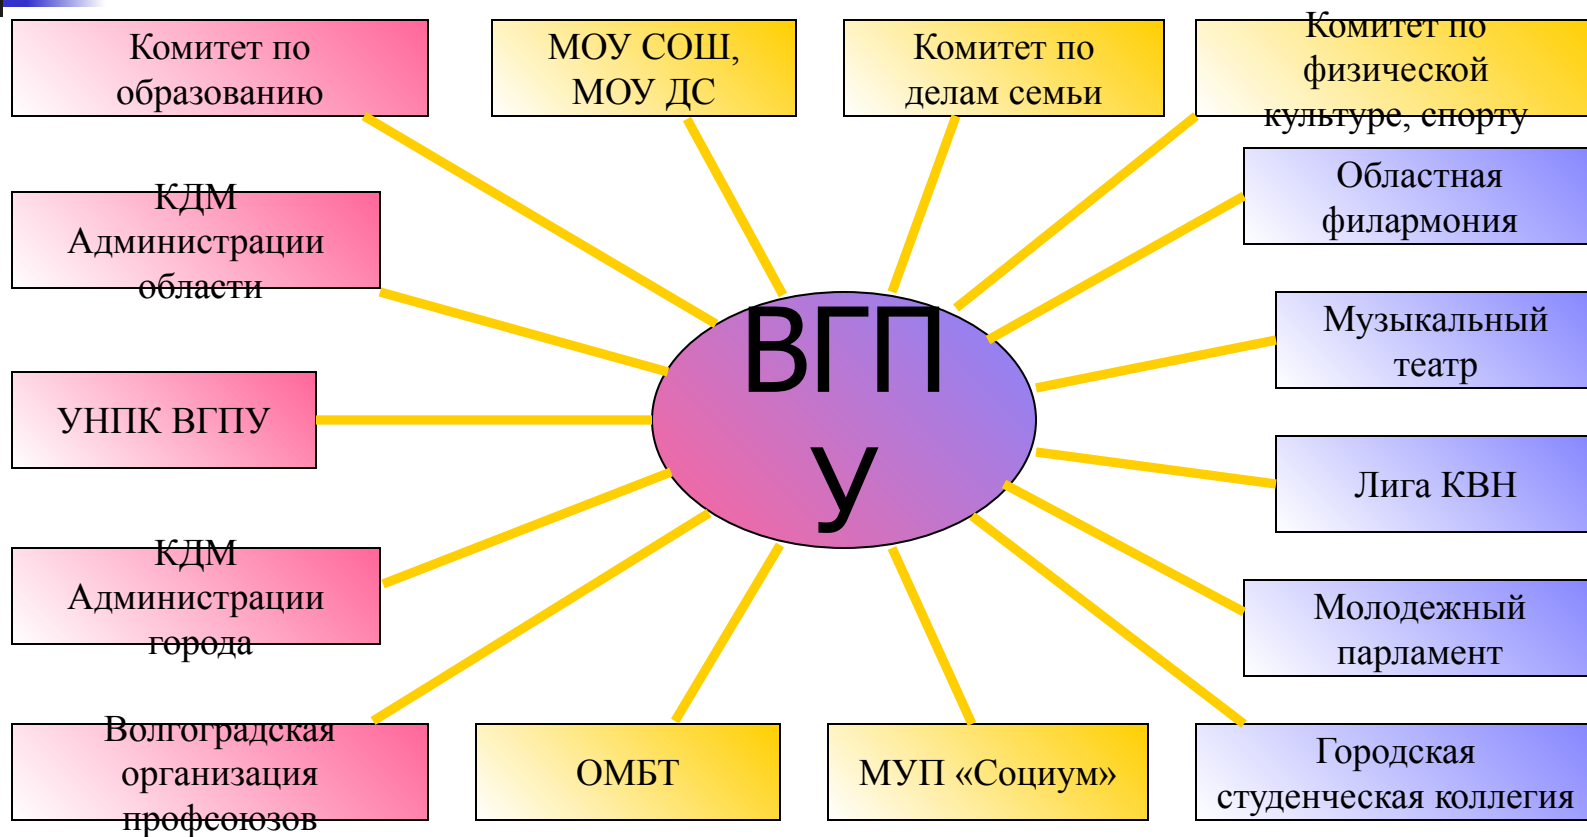 Комитет по
образованию
МОУ СОШ,
МОУ ДС
Комитет по
делам семьи
Комитет по
физической
культуре, спорту
КДМ
Администрации
области
Областная
филармония
ВГП
У
Музыкальный
театр
УНПК ВГПУ
Лига КВН
КДМ
Администрации
города
Молодежный
парламент
Волгоградская
организация
профсоюзов
ОМБТ
МУП «Социум»
Городская
студенческая коллегия